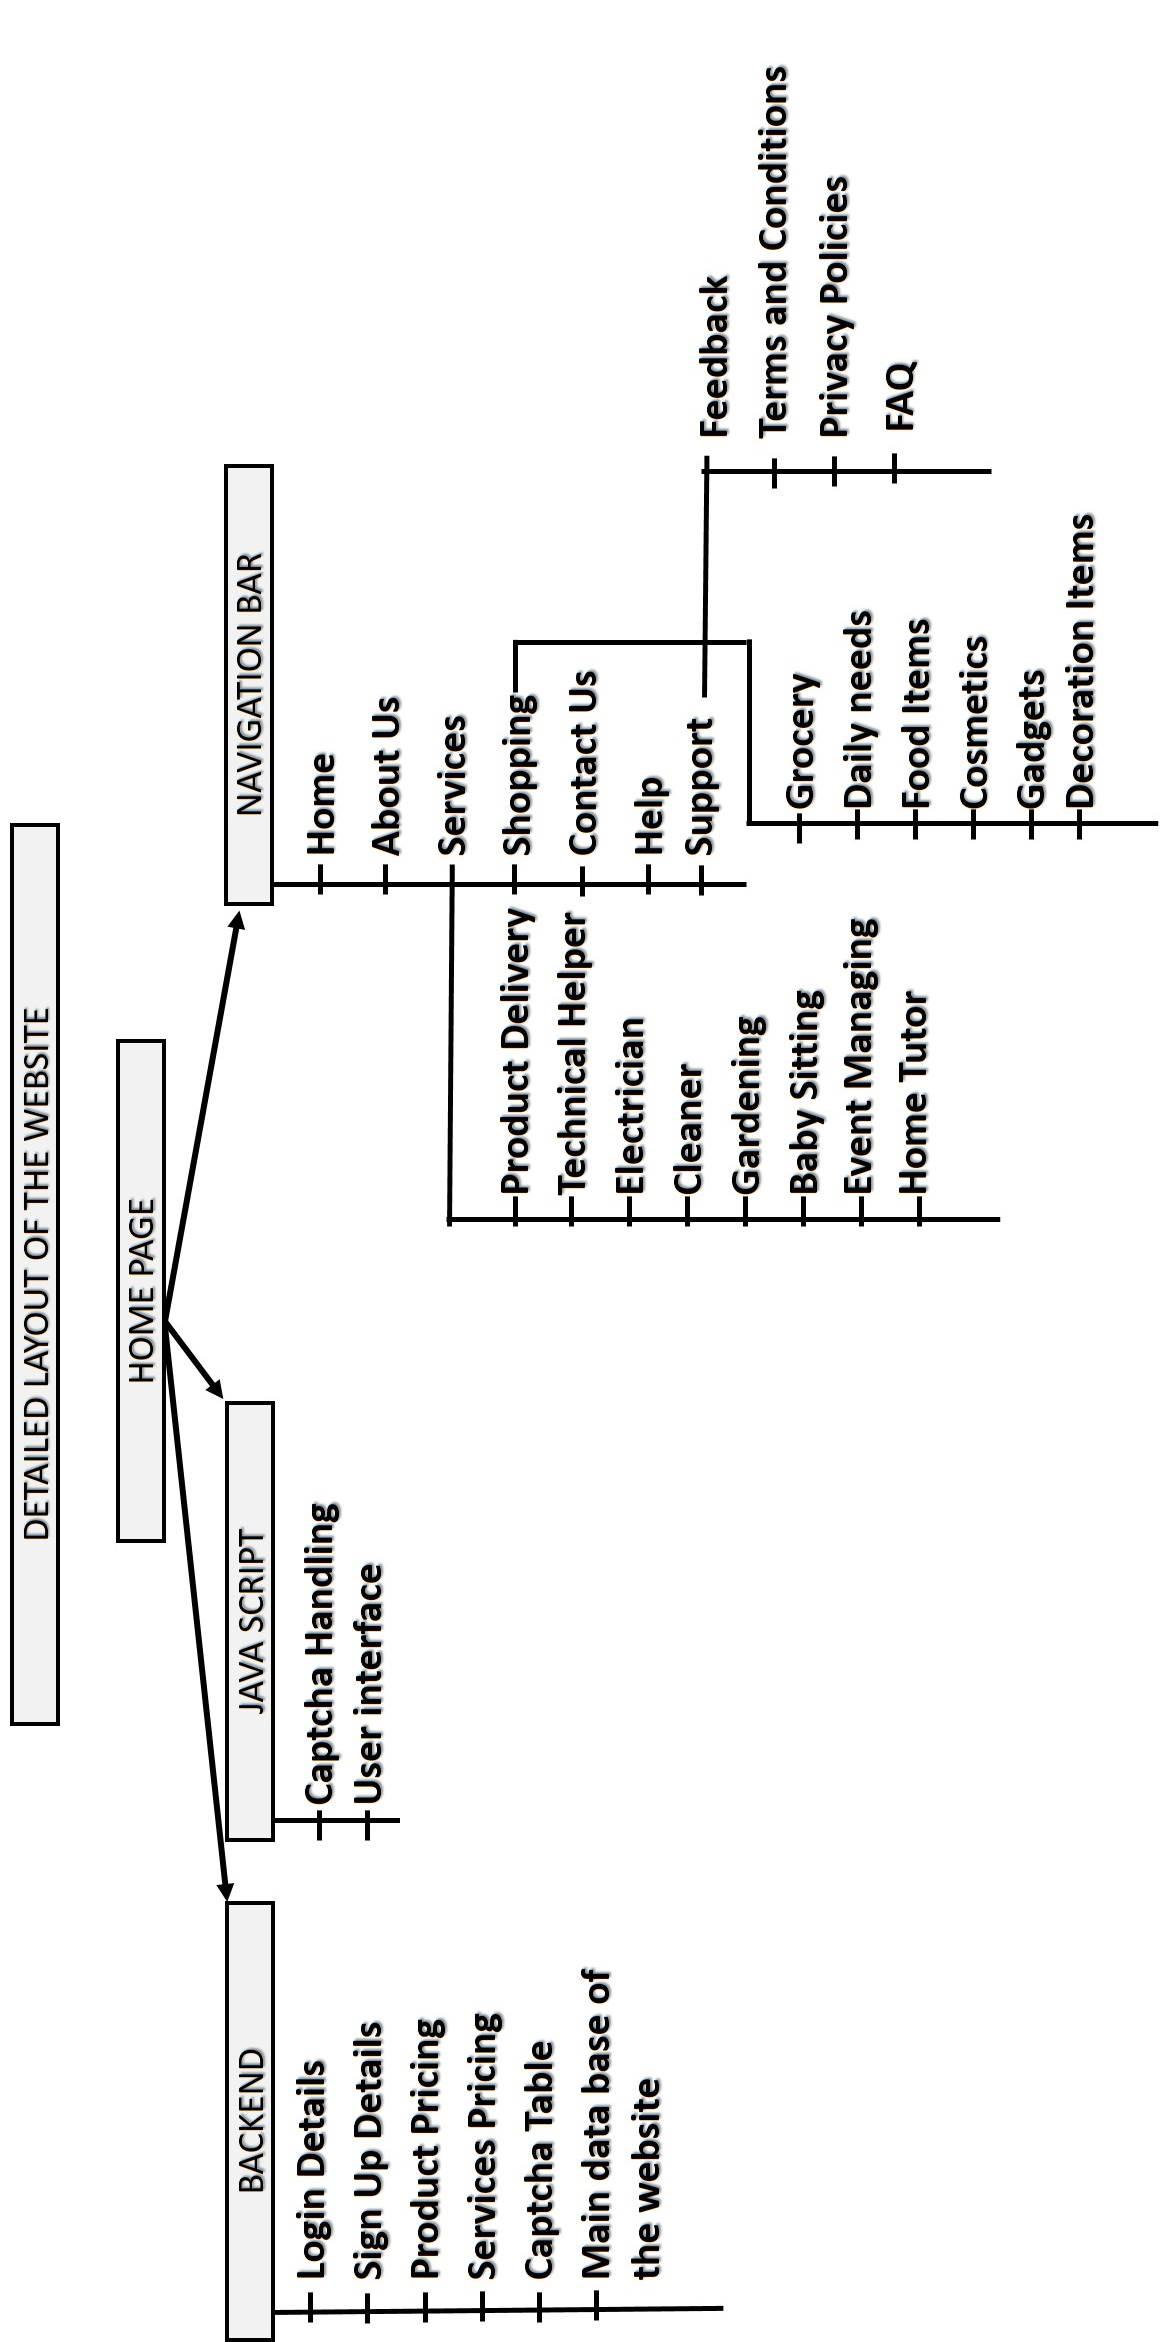 DETAILED LAYOUT OF THE WEBSITE
HOME PAGE
BACKEND
Login Details
Sign Up Details
Product Pricing
Services Pricing
Captcha Table
Main data base of
the website
JAVA SCRIPT
Captcha Handling
User interface
NAVIGATION BAR
Home
About Us
Services
Shopping
Contact Us
Help
Support
Product Delivery
Technical Helper
Electrician
Cleaner
Gardening
Baby Sitting
Event Managing
Home Tutor
Grocery
Daily needs
Food Items
Cosmetics
Gadgets
Decoration Items
Feedback
Terms and Conditions
Privacy Policies
FAQ